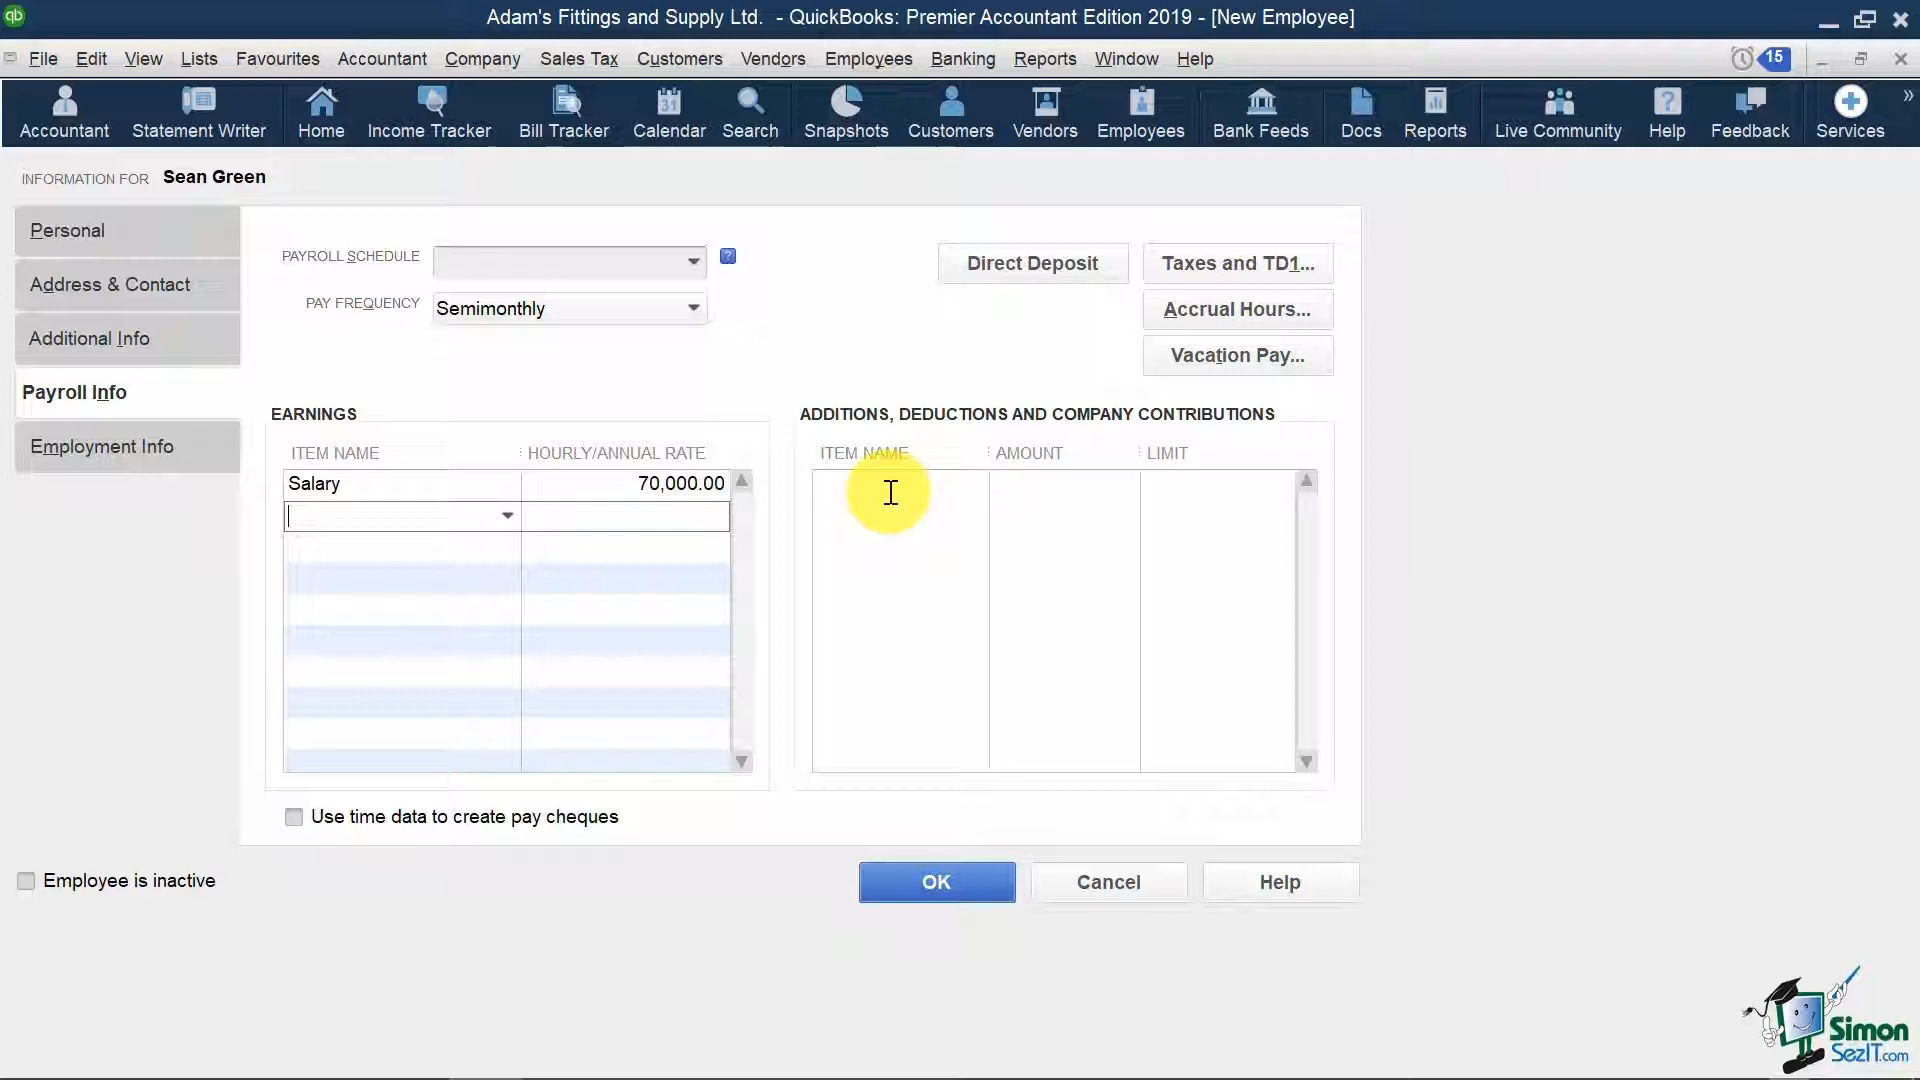 qb
Adam's Fittings and Supply Ltd.  - QuickBooks: Premier Accountant Edition 2019 - [New Employee]
File Edit View Lists Favourites Accountant Company Sales Tax Customers Vendors Employees Banking Reports Window Help 15
Accountant Statement Writer Home Income Tracker Bill Tracker 31 Calendar Search Snapshots Customers Vendors Employees Bank Feeds Docs Reports Live Community ? Help Feedback Services »
INFORMATION FOR Sean Green
Personal
Address & Contact
Additional Info
Payroll Info
Employment Info
PAYROLL SCHEDULE ?
PAY FREQUENCY Semimonthly
Direct Deposit Taxes and TD1...
Accrual Hours...
Vacation Pay...
EARNINGS
ITEM NAME HOURLY/ANNUAL RATE
Salary 70,000.00
ADDITIONS, DEDUCTIONS AND COMPANY CONTRIBUTIONS
ITEM NAME AMOUNT LIMIT
Use time data to create pay cheques
Employee is inactive
OK Cancel Help
Simon
SezIT.com